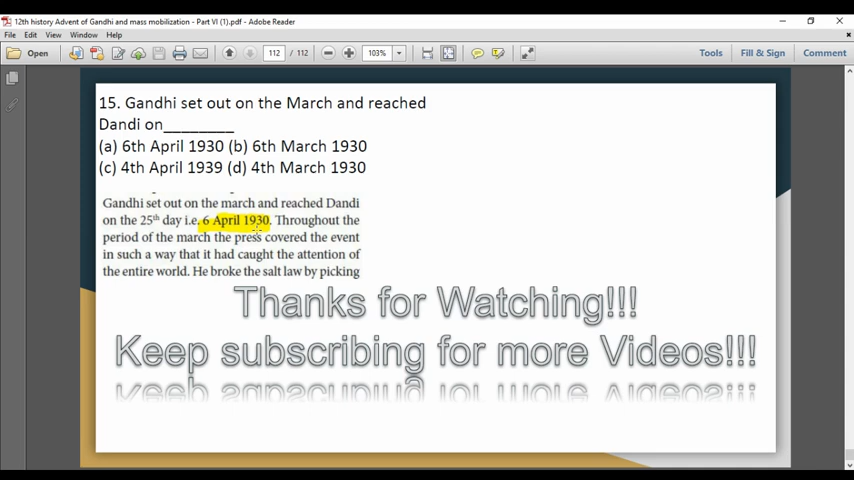 12th history Advent of Gandhi and mass mobilization - Part VI (1).pdf - Adobe Reader
File Edit View Window Help
Open 112 / 112 103% Tools Fill & Sign Comment
15. Gandhi set out on the March and reached
Dandi on________
(a) 6th April 1930 (b) 6th March 1930
(c) 4th April 1939 (d) 4th March 1930
Gandhi set out on the march and reached Dandi
on the 25th day i.e. 6 April 1930. Throughout the
period of the march the press covered the event
in such a way that it had caught the attention of
the entire world. He broke the salt law by picking
Thanks for Watching!!!
Keep subscribing for more Videos!!!